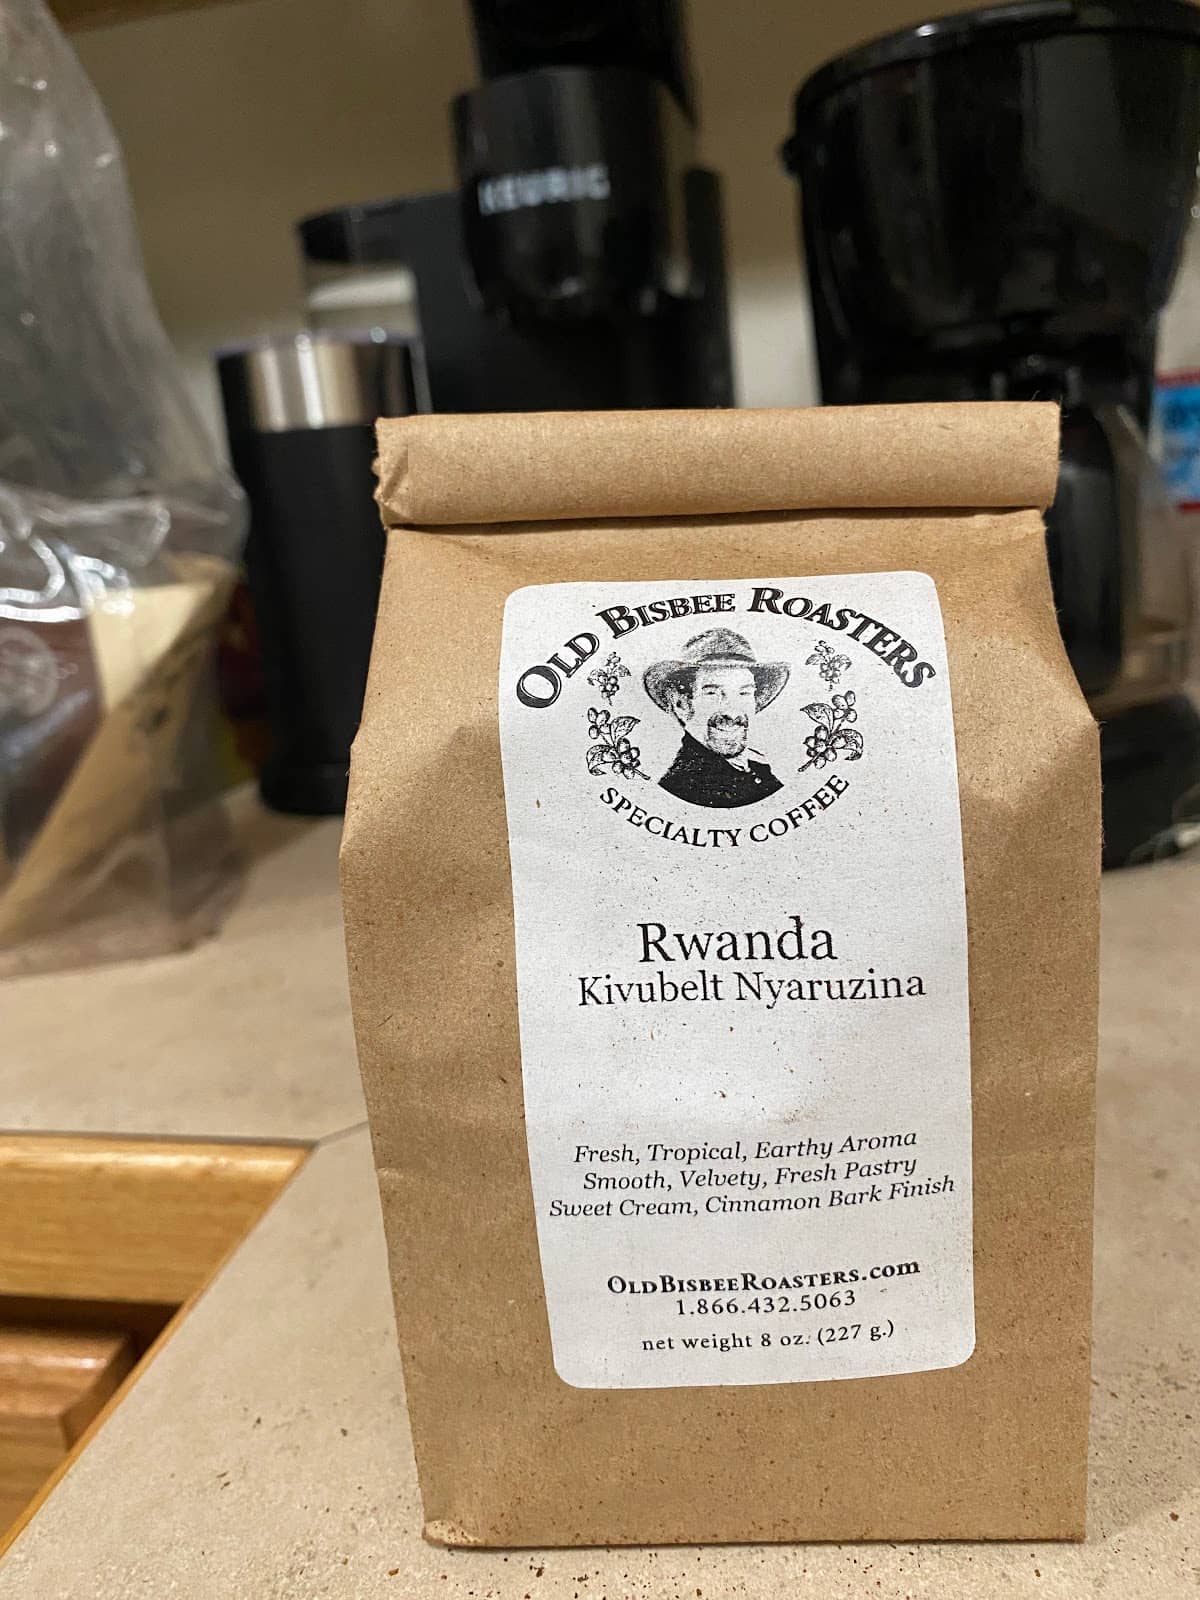 KEURIG
OLD BISBEE ROASTERS
SPECIALTY COFFEE
Rwanda
Kivubelt Nyaruzina
Fresh, Tropical, Earthy Aroma
Smooth, Velvety, Fresh Pastry
Sweet Cream, Cinnamon Bark Finish
OLDBISBEEROASTERS.com
1.866.432.5063
net weight 8 oz. (227 g.)